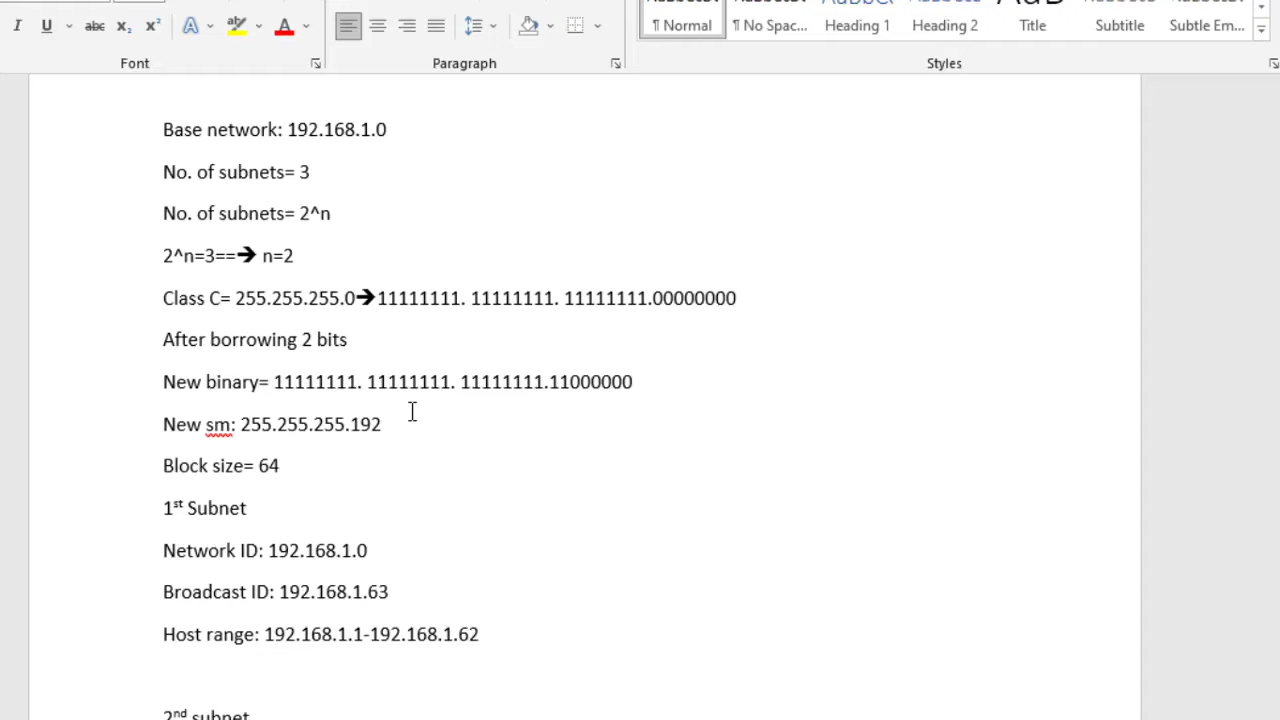 I U abc x₂ x² A ab A
Font Paragraph Styles
¶ Normal ¶ No Spac... Heading 1 Heading 2 Title Subtitle Subtle Em...
Base network: 192.168.1.0
No. of subnets= 3
No. of subnets= 2^n
2^n=3==➔ n=2
Class C= 255.255.255.0➔11111111. 11111111. 11111111.00000000
After borrowing 2 bits
New binary= 11111111. 11111111. 11111111.11000000
New sm: 255.255.255.192
Block size= 64
1st Subnet
Network ID: 192.168.1.0
Broadcast ID: 192.168.1.63
Host range: 192.168.1.1-192.168.1.62
2nd subnet